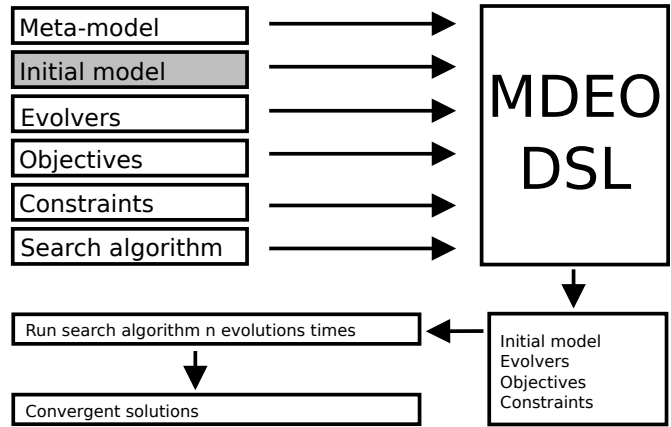 Meta-model
Initial model
Evolvers
Objectives
Constraints
Search algorithm
MDEO
DSL
Initial model
Evolvers
Objectives
Constraints
Run search algorithm n evolutions times
Convergent solutions